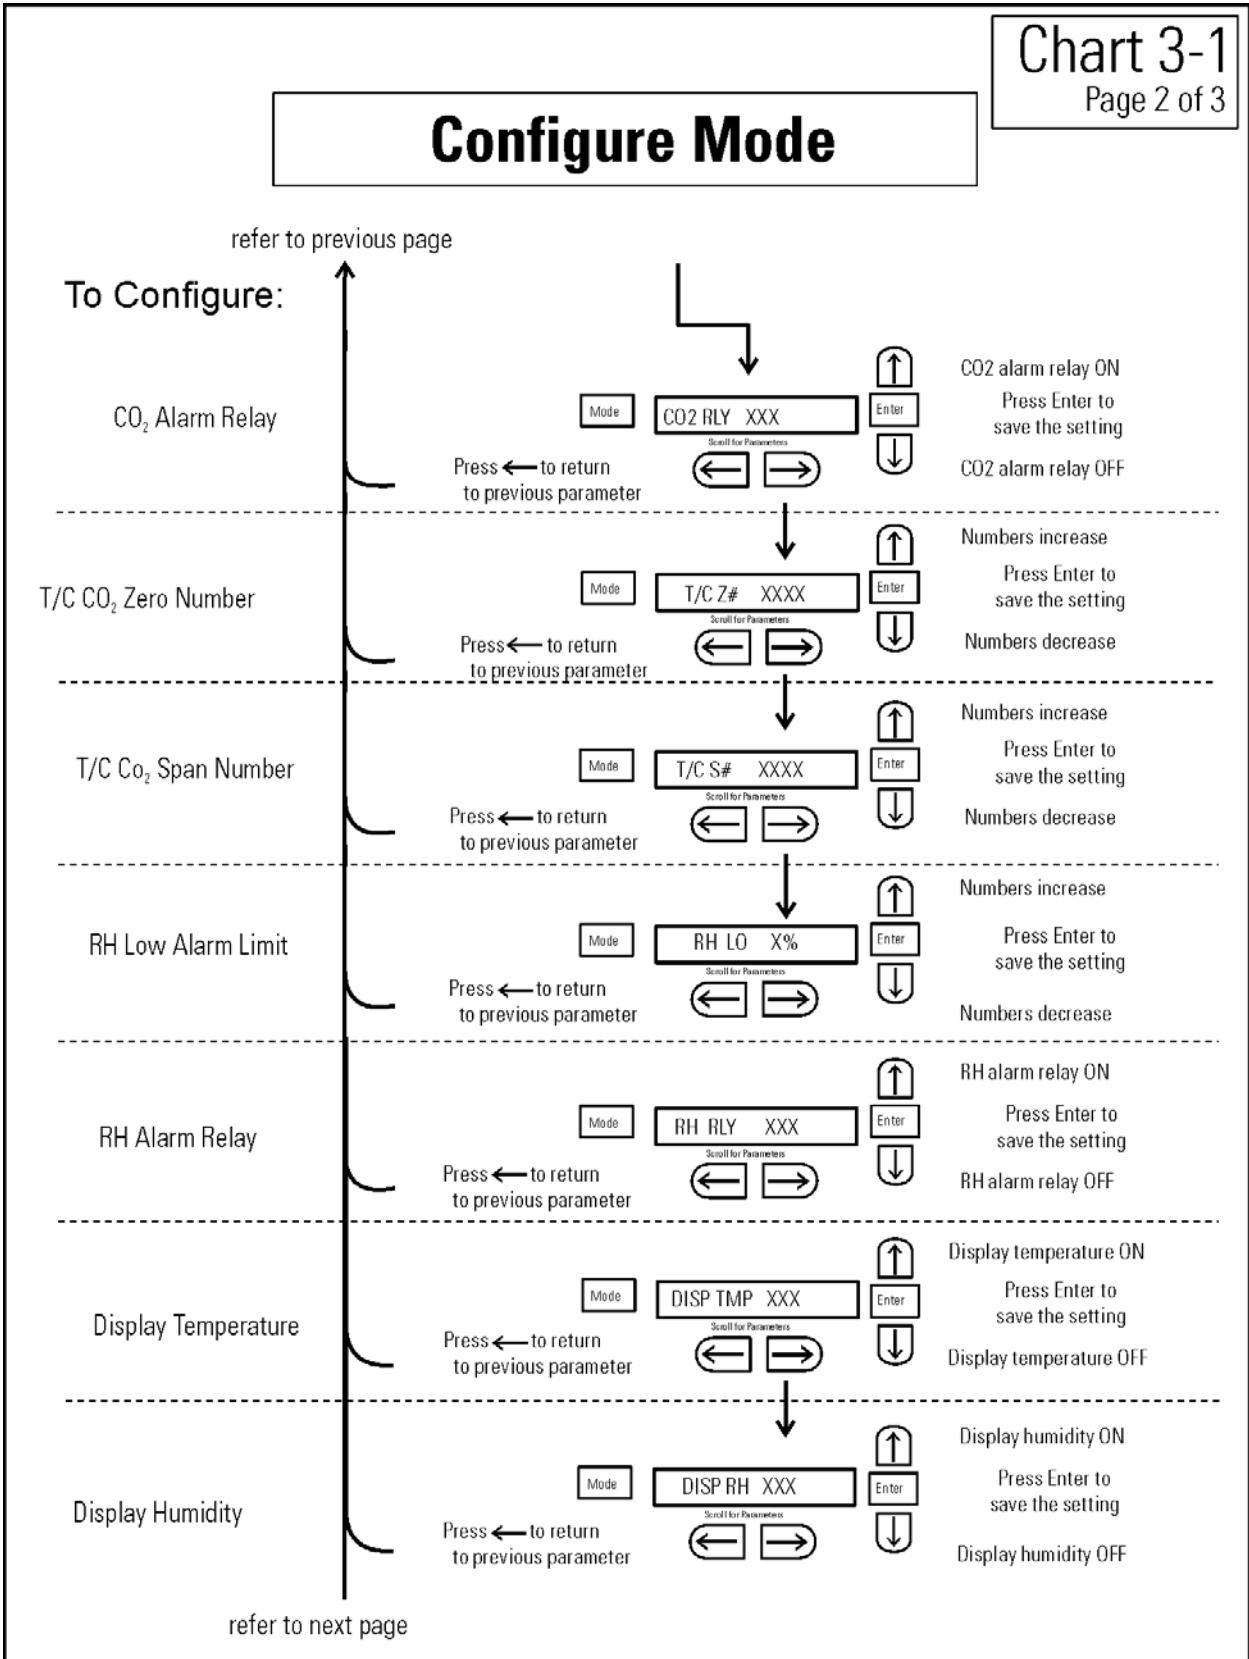 Chart 3-1
Page 2 of 3
Configure Mode
refer to previous page
To Configure:
CO₂ Alarm Relay
Mode
CO2 RLY XXX
Scroll for Parameters
Enter
CO2 alarm relay ON
Press Enter to
save the setting
CO2 alarm relay OFF
Press ← to return
to previous parameter
T/C CO₂ Zero Number
Mode
T/C Z# XXXX
Scroll for Parameters
Enter
Numbers increase
Press Enter to
save the setting
Numbers decrease
Press ← to return
to previous parameter
T/C Co₂ Span Number
Mode
T/C S# XXXX
Scroll for Parameters
Enter
Numbers increase
Press Enter to
save the setting
Numbers decrease
Press ← to return
to previous parameter
RH Low Alarm Limit
Mode
RH LO X%
Scroll for Parameters
Enter
Numbers increase
Press Enter to
save the setting
Numbers decrease
Press ← to return
to previous parameter
RH Alarm Relay
Mode
RH RLY XXX
Scroll for Parameters
Enter
RH alarm relay ON
Press Enter to
save the setting
RH alarm relay OFF
Press ← to return
to previous parameter
Display Temperature
Mode
DISP TMP XXX
Scroll for Parameters
Enter
Display temperature ON
Press Enter to
save the setting
Display temperature OFF
Press ← to return
to previous parameter
Display Humidity
Mode
DISP RH XXX
Scroll for Parameters
Enter
Display humidity ON
Press Enter to
save the setting
Display humidity OFF
Press ← to return
to previous parameter
refer to next page